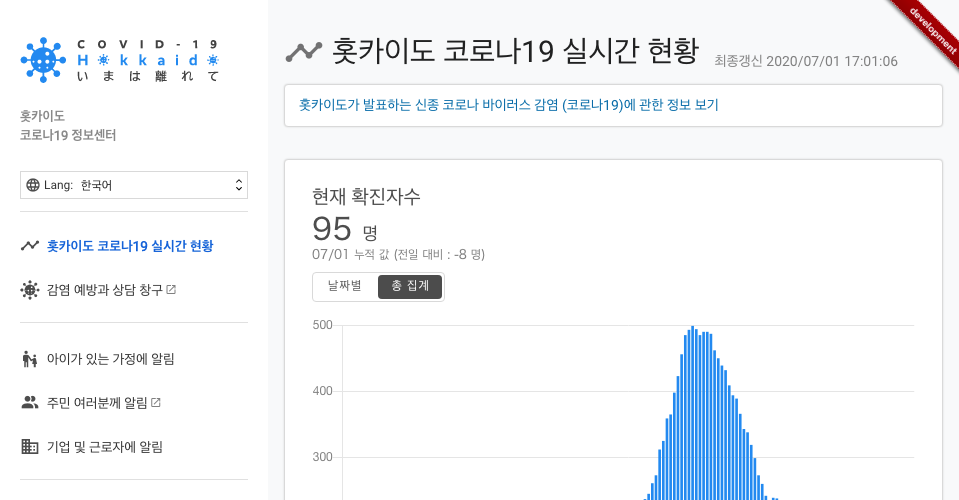 COVID-19
Hokkaido
いまは離れて
홋카이도
코로나19 정보센터
Lang: 한국어
홋카이도 코로나19 실시간 현황
감염 예방과 상담 창구
아이가 있는 가정에 알림
주민 여러분께 알림
기업 및 근로자에 알림
홋카이도 코로나19 실시간 현황
최종갱신 2020/07/01 17:01:06
development
홋카이도가 발표하는 신종 코로나 바이러스 감염 (코로나19)에 관한 정보 보기
현재 확진자수
95 명
07/01 누적 값 (전일 대비 : -8 명)
날짜별 총 집계
500
400
300